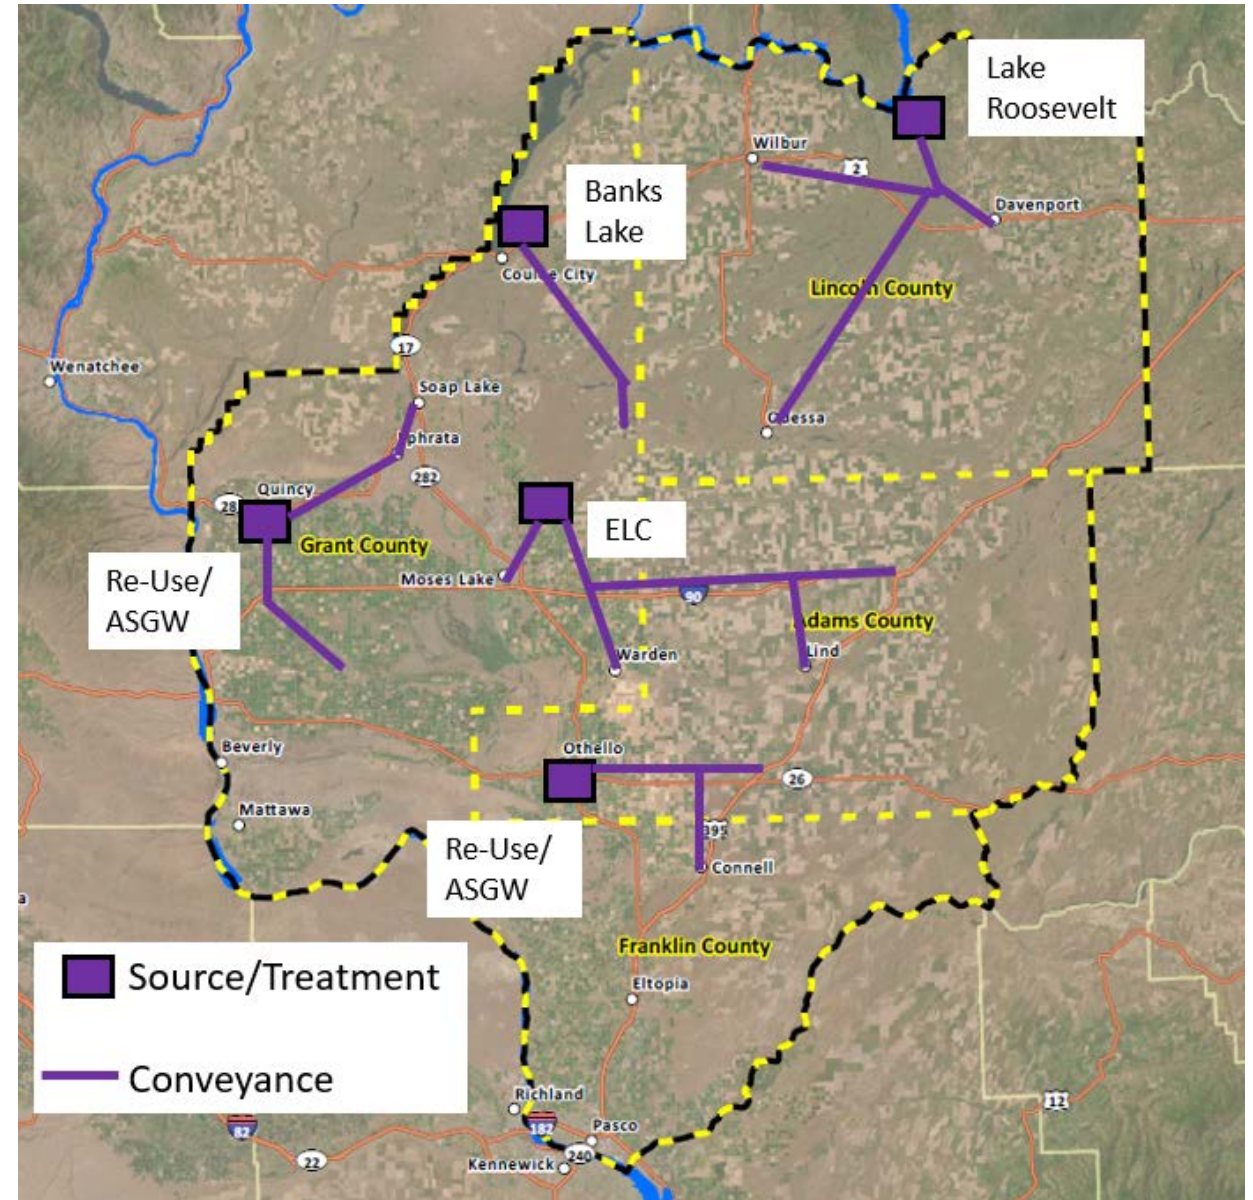 Lake
Roosevelt
Wilbur
2
Banks
Lake
Davenport
Coulee City
Lincoln County
17
Wenatchee
Soap Lake
Odessa
Ephrata
282
Quincy
28
ELC
Grant County
Re-Use/
ASGW
Moses Lake
90
Adams County
Warden
Lind
Othello
Beverly
26
Mattawa
395
Re-Use/
ASGW
Connell
a
Franklin County
Source/Treatment
Eltopia
Conveyance
Richland
12
82
182
Pasco
240
22
Kennewick